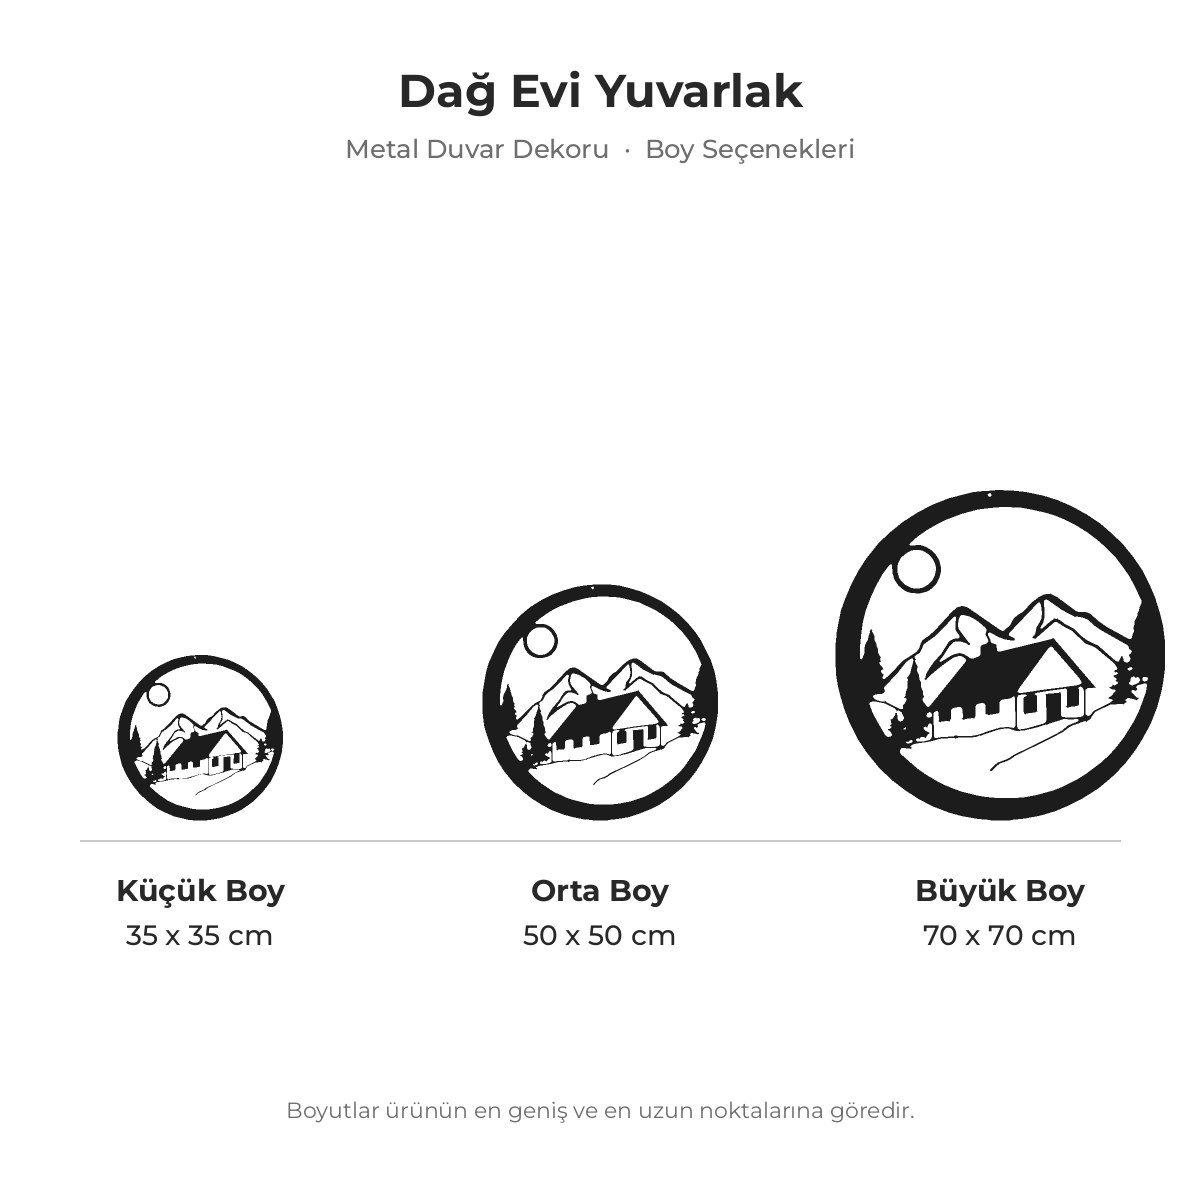 Dağ Evi Yuvarlak
Metal Duvar Dekoru · Boy Seçenekleri
Küçük Boy
35 x 35 cm
Orta Boy
50 x 50 cm
Büyük Boy
70 x 70 cm
Boyutlar ürünün en geniş ve en uzun noktalarına göredir.